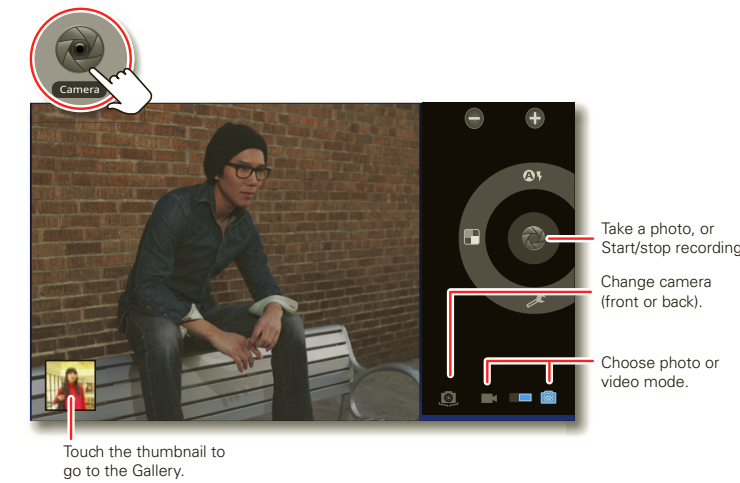 Camera
Take a photo, or
Start/stop recording
Change camera
(front or back).
Choose photo or
video mode.
Touch the thumbnail to
go to the Gallery.